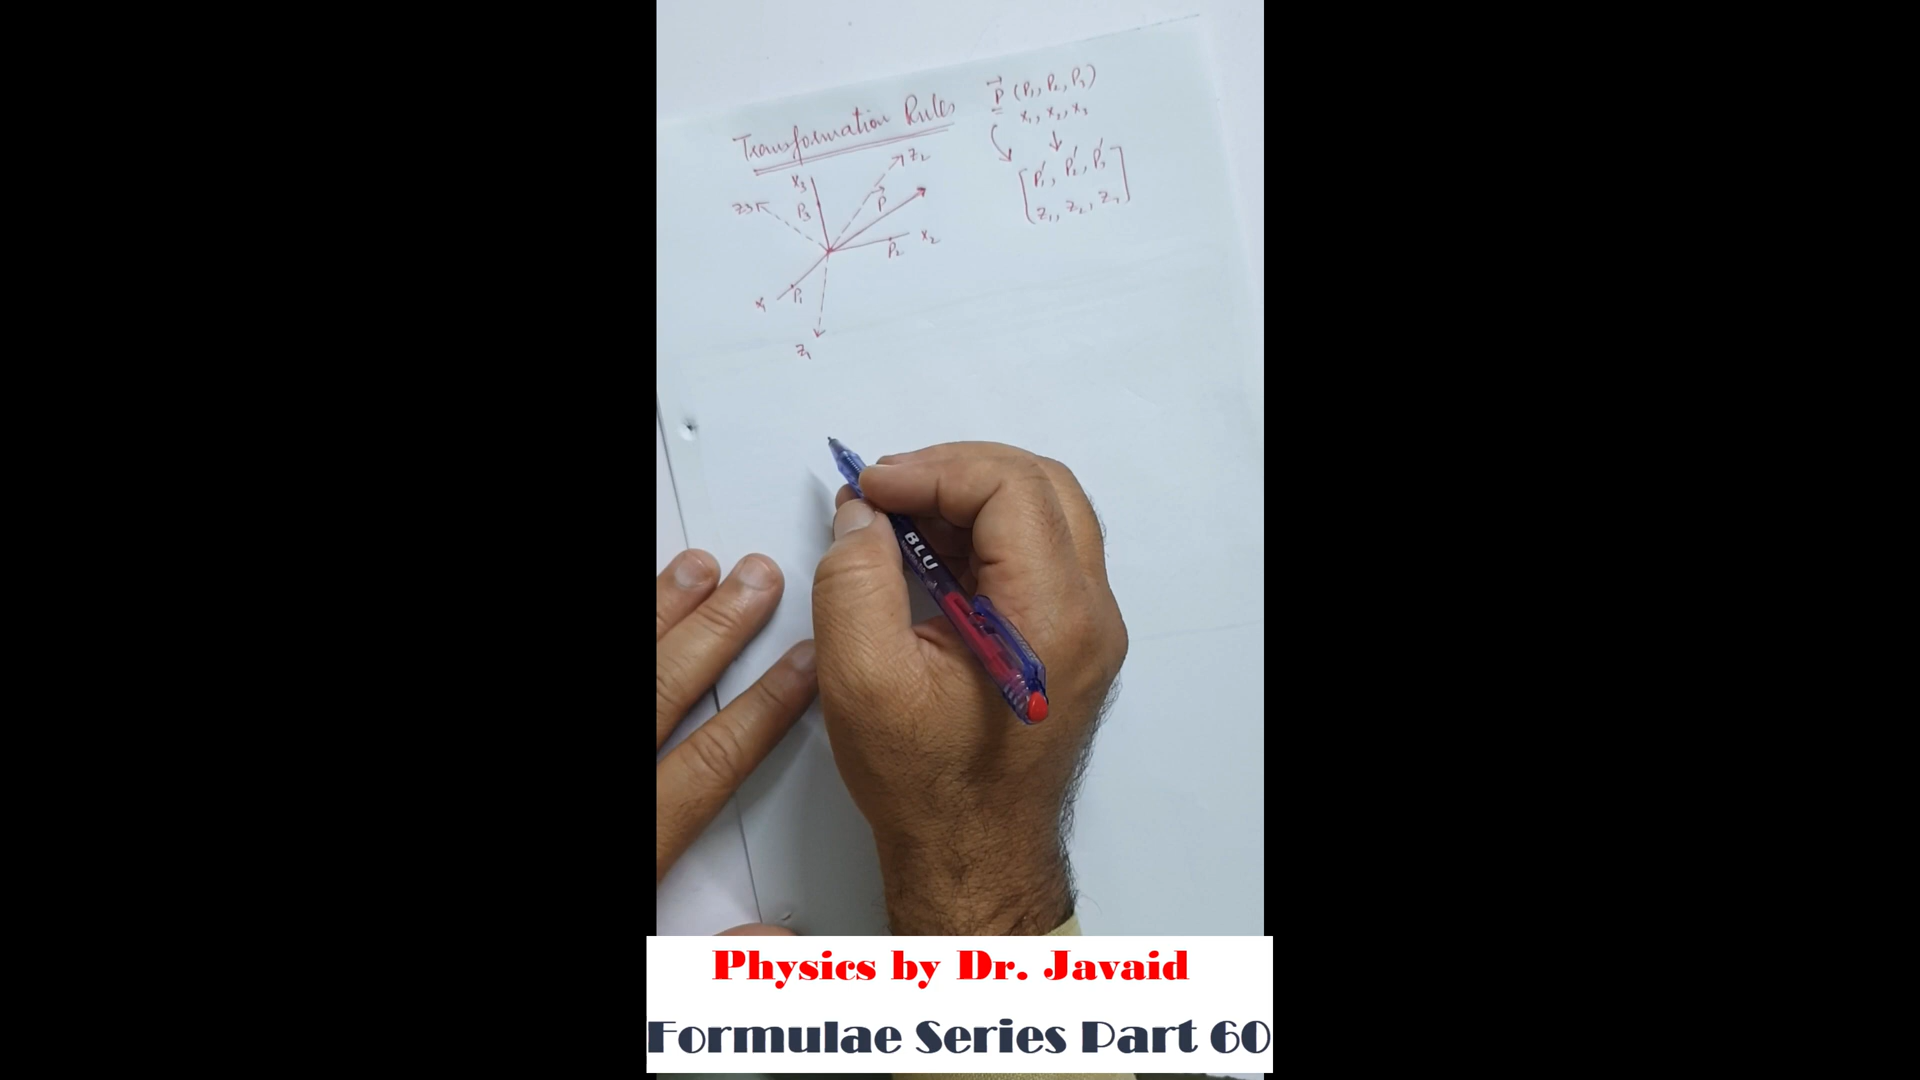 Transformation Rules
P⃗ (P₁, P₂, P₃)
x₁, x₂, x₃
P₁', P₂', P₃'
Z₁, Z₂, Z₃
Z₂
x₃
P₃
Z₃
P⃗
x₂
P₂
x₁
P₁
Z₁
BLU
Physics by Dr. Javaid
Formulae Series Part 60